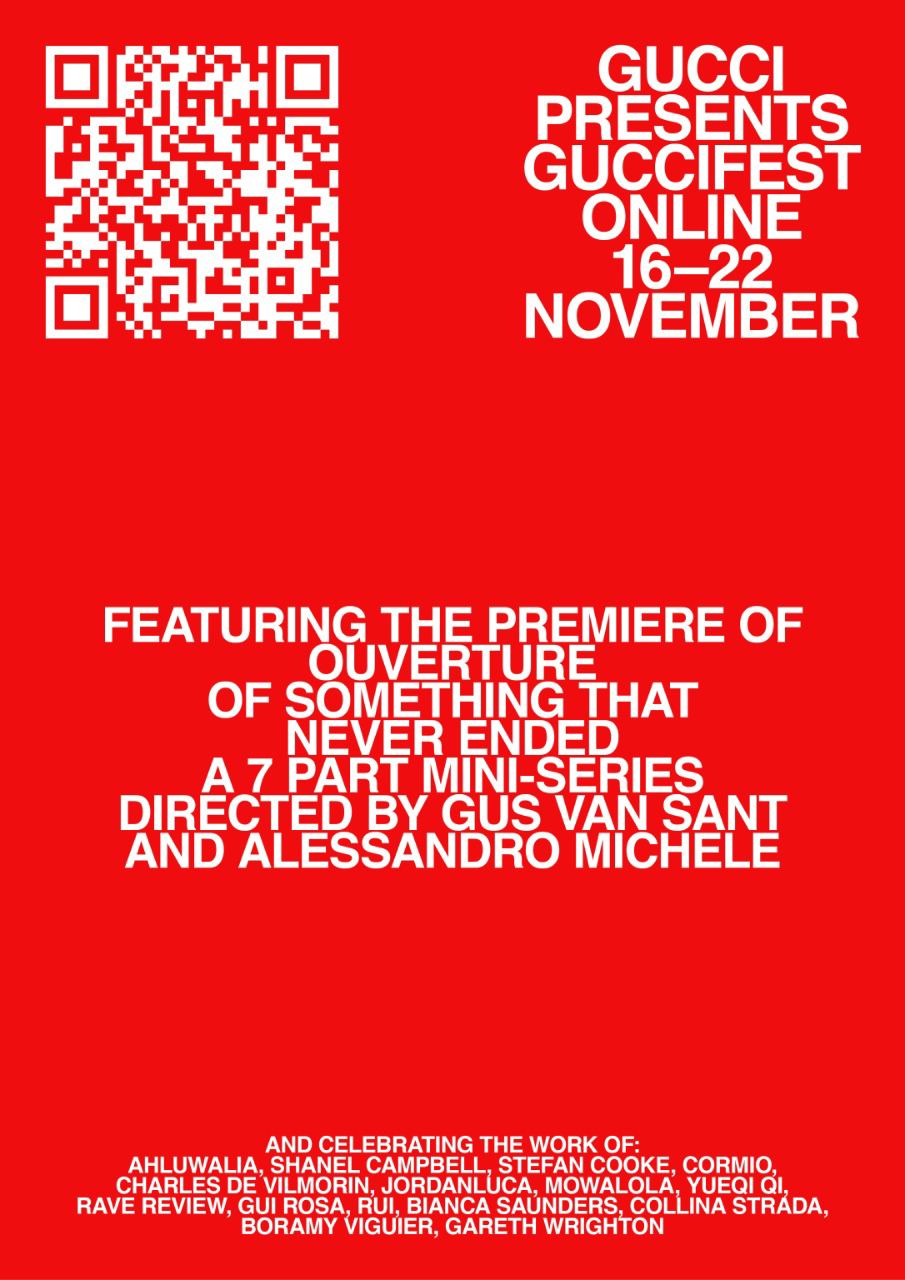 GUCCI
PRESENTS
GUCCIFEST
ONLINE
16–22
NOVEMBER
FEATURING THE PREMIERE OF
OUVERTURE
OF SOMETHING THAT
NEVER ENDED
A 7 PART MINI-SERIES
DIRECTED BY GUS VAN SANT
AND ALESSANDRO MICHELE
AND CELEBRATING THE WORK OF:
AHLUWALIA, SHANEL CAMPBELL, STEFAN COOKE, CORMIO,
CHARLES DE VILMORIN, JORDANLUCA, MOWALOLA, YUEQI QI,
RAVE REVIEW, GUI ROSA, RUI, BIANCA SAUNDERS, COLLINA STRADA,
BORAMY VIGUIER, GARETH WRIGHTON